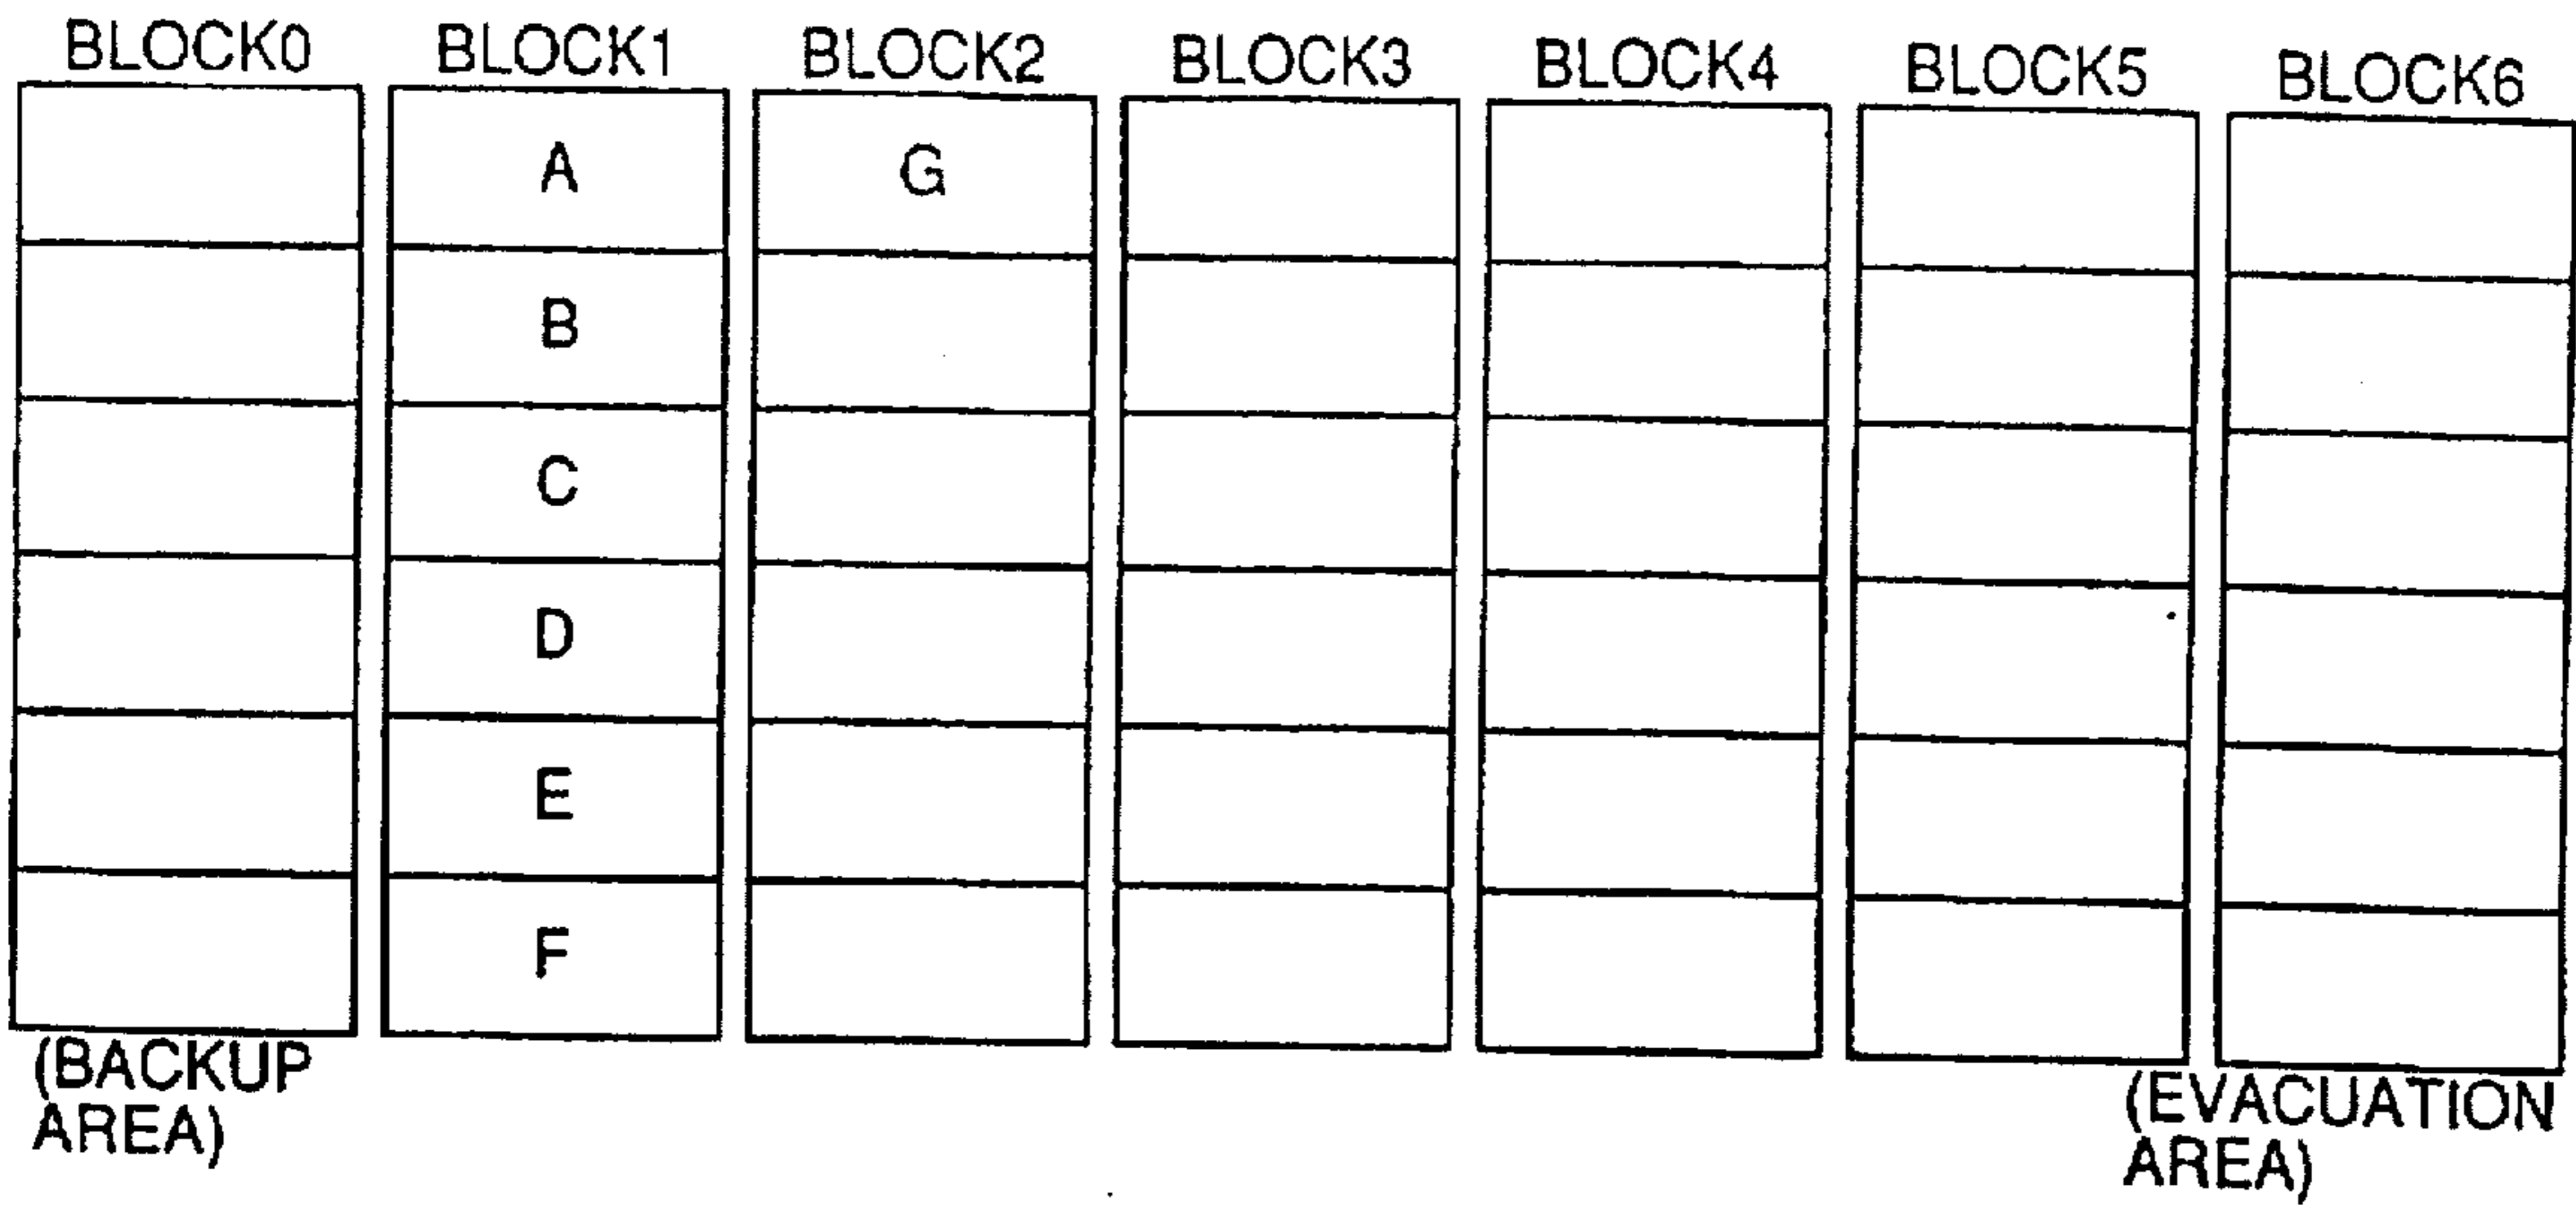 BLOCK0 BLOCK1 BLOCK2 BLOCK3 BLOCK4 BLOCK5 BLOCK6
A G
B
C
D
E
F
(BACKUP (EVACUATION
AREA) AREA)